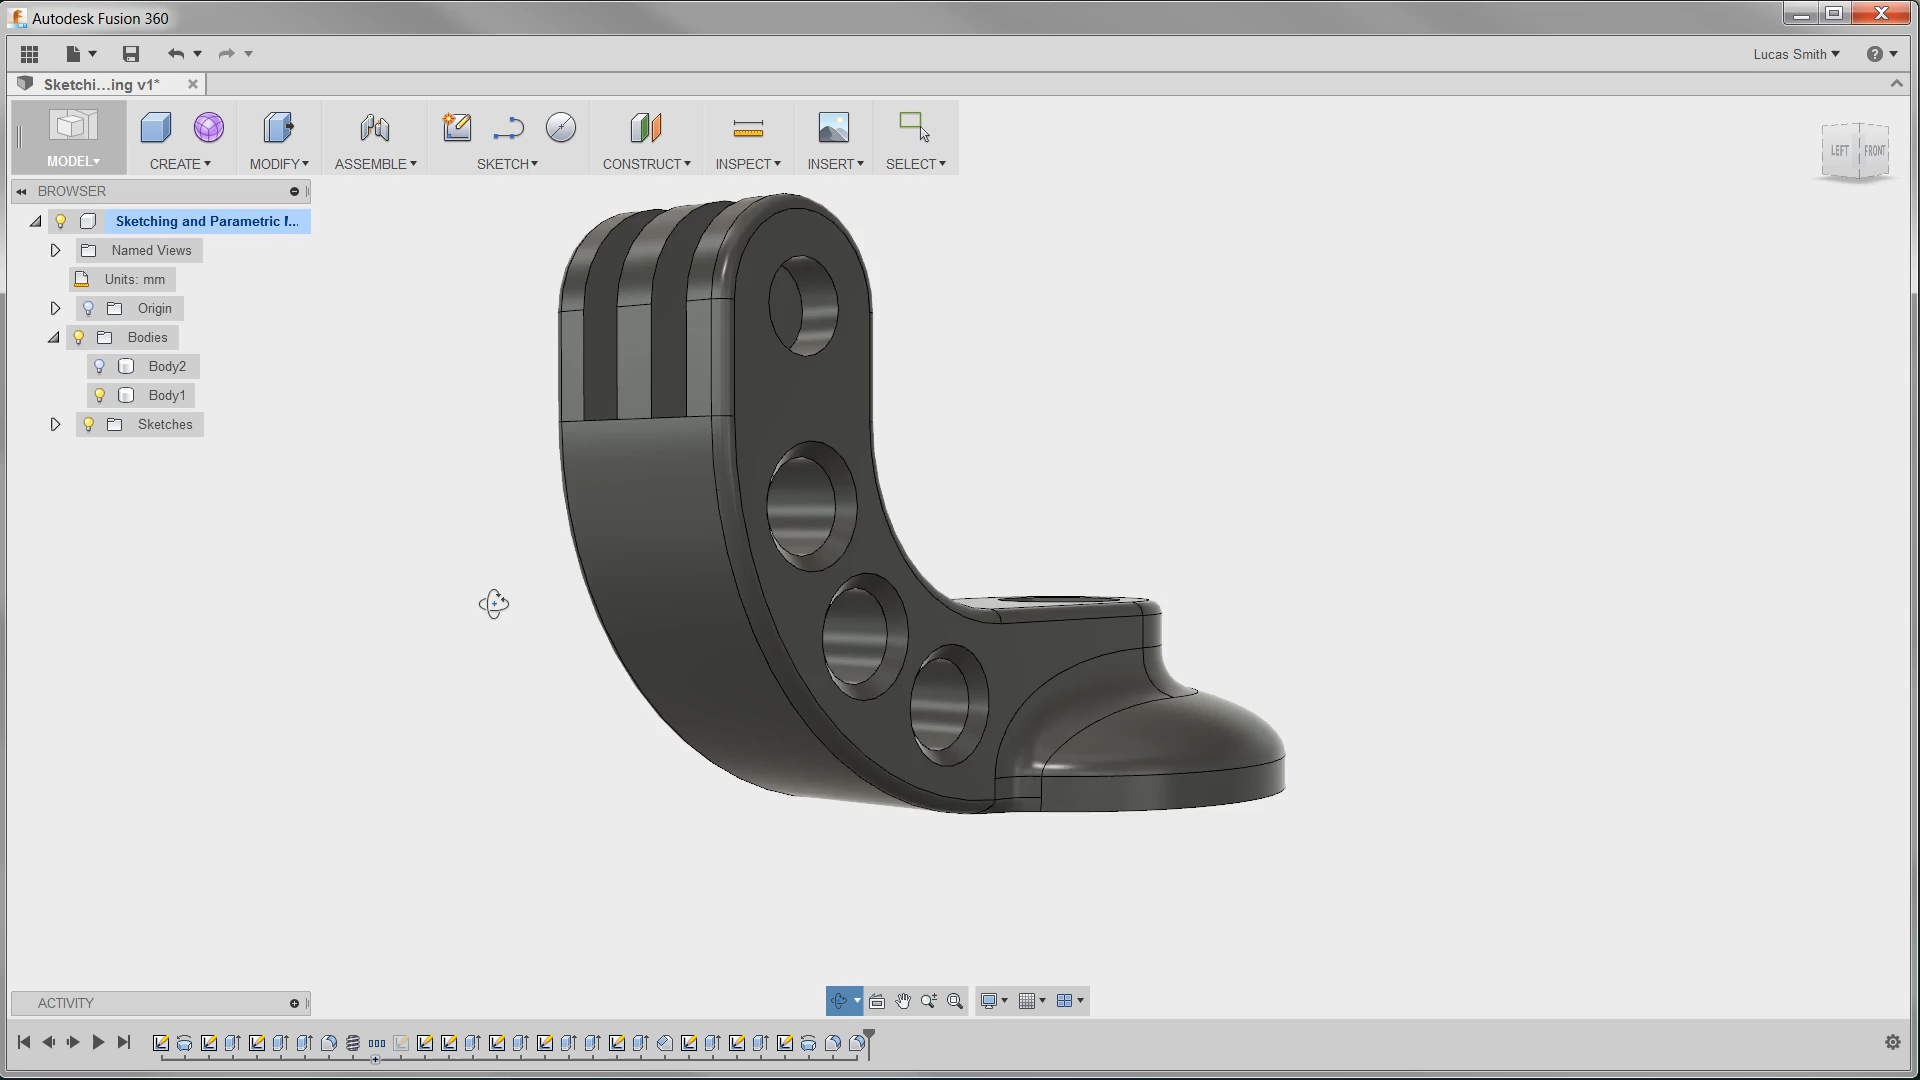 Autodesk Fusion 360
Lucas Smith
Sketchi...ing v1*
MODEL
CREATE
MODIFY
ASSEMBLE
SKETCH
CONSTRUCT
INSPECT
INSERT
SELECT
LEFT
FRONT
BROWSER
Sketching and Parametric
Named Views
Units: mm
Origin
Bodies
Body2
Body1
Sketches
ACTIVITY